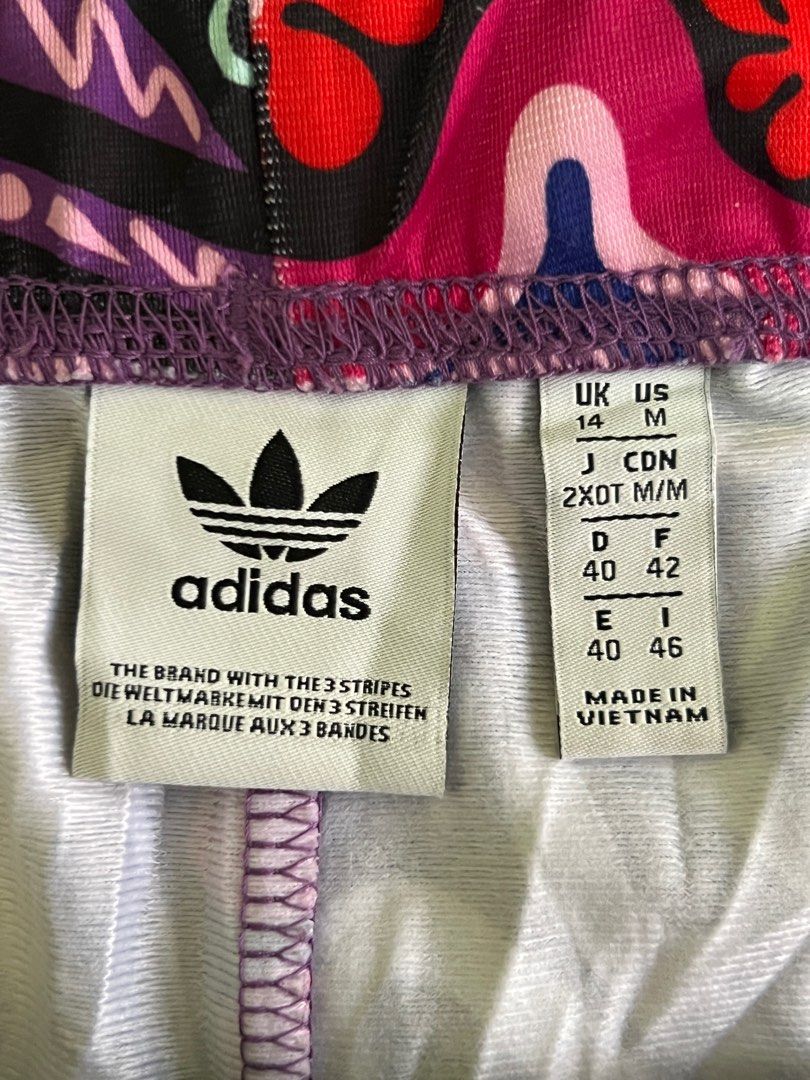 adidas
THE BRAND WITH THE 3 STRIPES
DIE WELTMARKE MIT DEN 3 STREIFEN
LA MARQUE AUX 3 BANDES
UK US
14 M
J CDN
2XOT M/M
D F
40 42
E I
40 46
MADE IN
VIETNAM